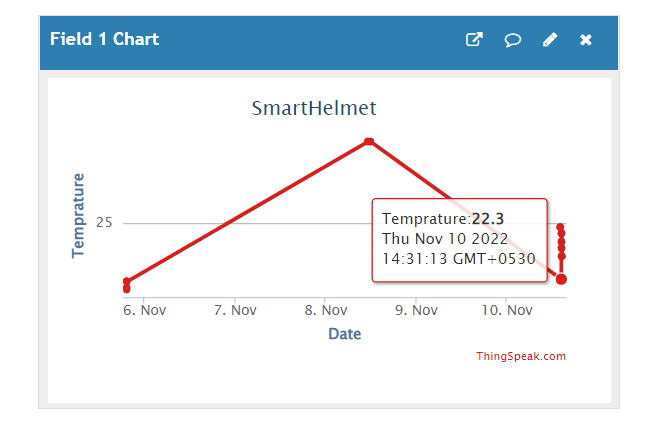 Field 1 Chart
SmartHelmet
Temprature
25
Temprature:22.3
Thu Nov 10 2022
14:31:13 GMT+0530
6. Nov 7. Nov 8. Nov 9. Nov 10. Nov
Date
ThingSpeak.com